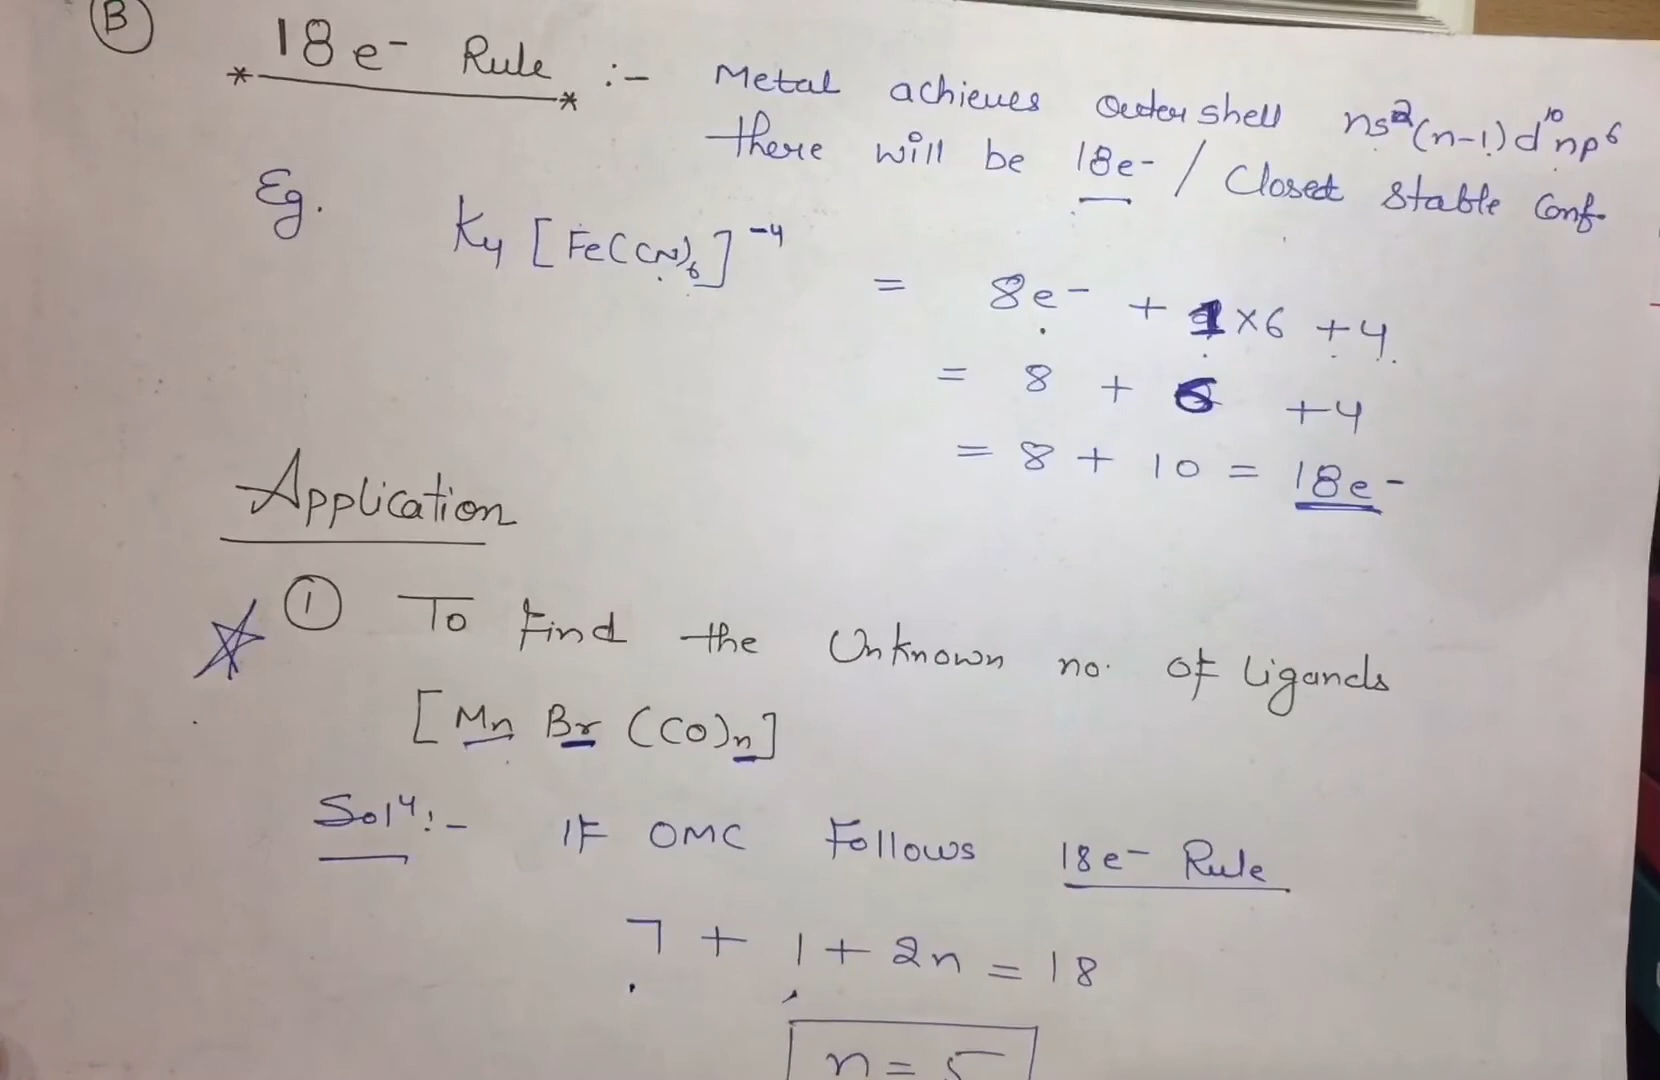 B
18e⁻ Rule :- Metal achieves outer shell ns²(n-1)d¹⁰np⁶
there will be 18e⁻ / Closed stable Conf.
Eg. K₄[Fe(CN)₆]⁻⁴ = 8e⁻ + 1×6 +4
= 8 + 6 +4
= 8 + 10 = 18e⁻
Application
① To Find the Unknown no. of Ligands
[Mn Br (CO)n]
Solⁿ:- IF OMC Follows 18e⁻ Rule
7 + 1 + 2n = 18
n = 5